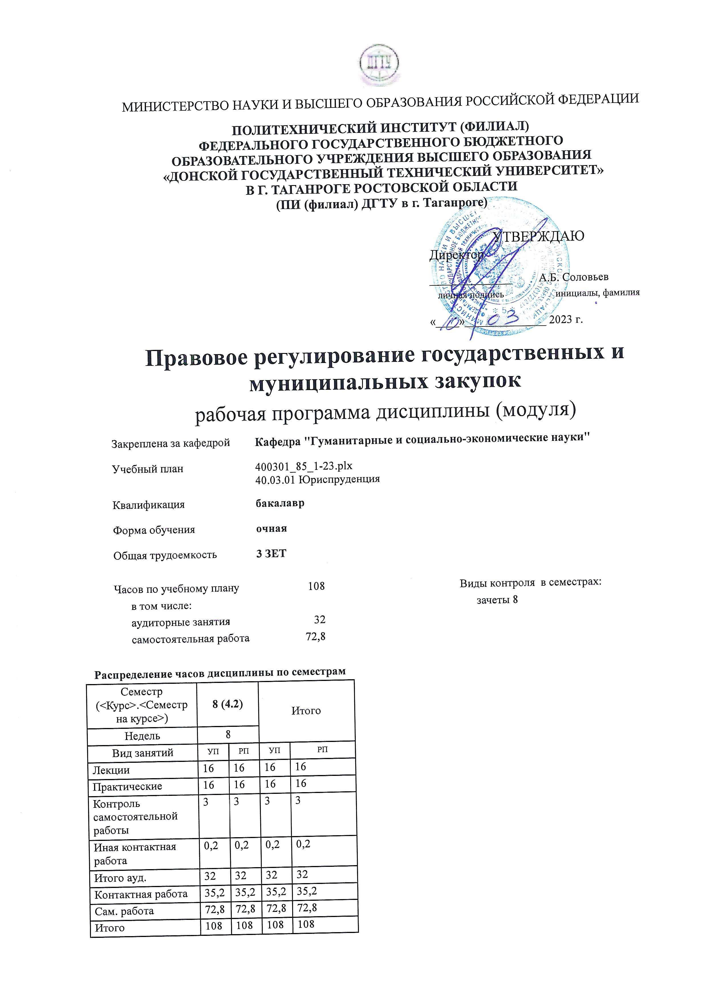 ДГТУ
МИНИСТЕРСТВО НАУКИ И ВЫСШЕГО ОБРАЗОВАНИЯ РОССИЙСКОЙ ФЕДЕРАЦИИ
ПОЛИТЕХНИЧЕСКИЙ ИНСТИТУТ (ФИЛИАЛ)
ФЕДЕРАЛЬНОГО ГОСУДАРСТВЕННОГО БЮДЖЕТНОГО
ОБРАЗОВАТЕЛЬНОГО УЧРЕЖДЕНИЯ ВЫСШЕГО ОБРАЗОВАНИЯ
«ДОНСКОЙ ГОСУДАРСТВЕННЫЙ ТЕХНИЧЕСКИЙ УНИВЕРСИТЕТ»
В Г. ТАГАНРОГЕ РОСТОВСКОЙ ОБЛАСТИ
(ПИ (филиал) ДГТУ в г. Таганроге)
УТВЕРЖДАЮ
Директор
А.Б. Соловьев
личная подпись инициалы, фамилия
«10» 03 2023 г.
Правовое регулирование государственных и
муниципальных закупок
рабочая программа дисциплины (модуля)
Закреплена за кафедрой Кафедра "Гуманитарные и социально-экономические науки"
Учебный план 400301_85_1-23.plx
40.03.01 Юриспруденция
Квалификация бакалавр
Форма обучения очная
Общая трудоемкость 3 ЗЕТ
Часов по учебному плану 108 Виды контроля в семестрах:
в том числе: зачеты 8
аудиторные занятия 32
самостоятельная работа 72,8
Распределение часов дисциплины по семестрам
Семестр
(<Курс>.<Семестр
на курсе>) 8 (4.2) Итого
Недель 8
Вид занятий УП РП УП РП
Лекции 16 16 16 16
Практические 16 16 16 16
Контроль 3 3 3 3
самостоятельной
работы
Иная контактная 0,2 0,2 0,2 0,2
работа
Итого ауд. 32 32 32 32
Контактная работа 35,2 35,2 35,2 35,2
Сам. работа 72,8 72,8 72,8 72,8
Итого 108 108 108 108